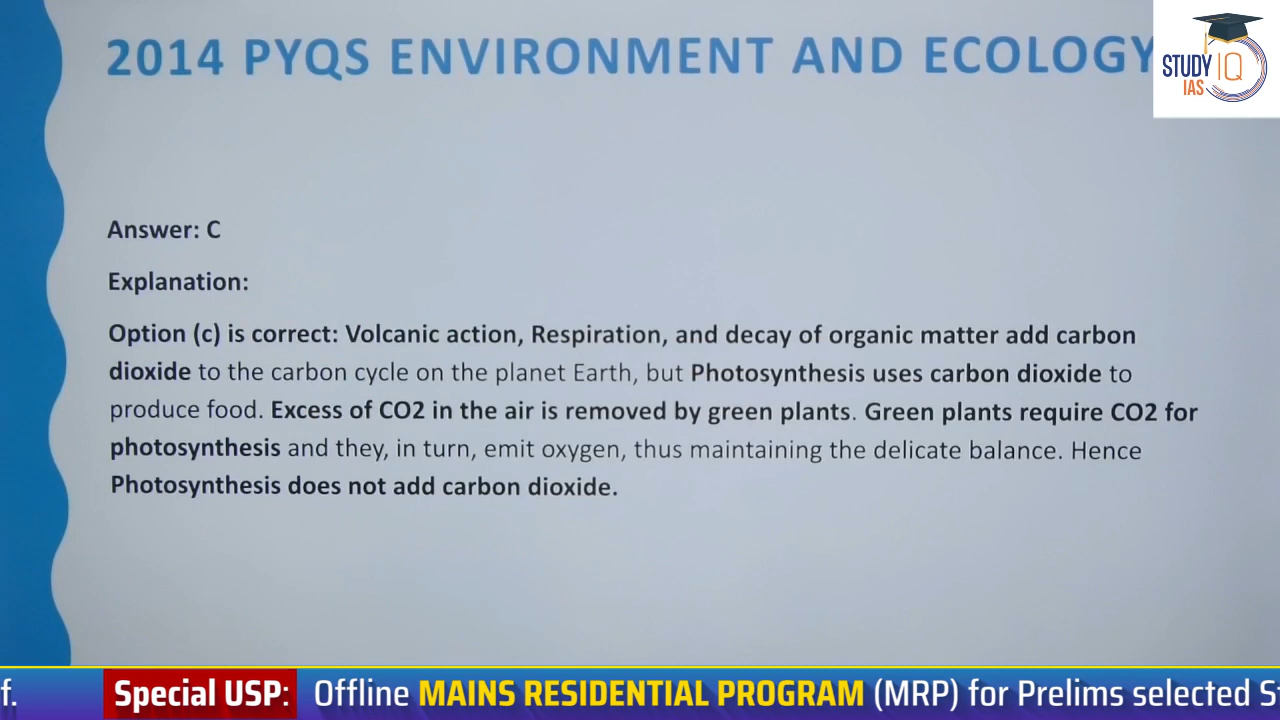 2014 PYQS ENVIRONMENT AND ECOLOGY
STUDY IQ
IAS
Answer: C
Explanation:
Option (c) is correct: Volcanic action, Respiration, and decay of organic matter add carbon
dioxide to the carbon cycle on the planet Earth, but Photosynthesis uses carbon dioxide to
produce food. Excess of CO2 in the air is removed by green plants. Green plants require CO2 for
photosynthesis and they, in turn, emit oxygen, thus maintaining the delicate balance. Hence
Photosynthesis does not add carbon dioxide.
f. Special USP: Offline MAINS RESIDENTIAL PROGRAM (MRP) for Prelims selected S